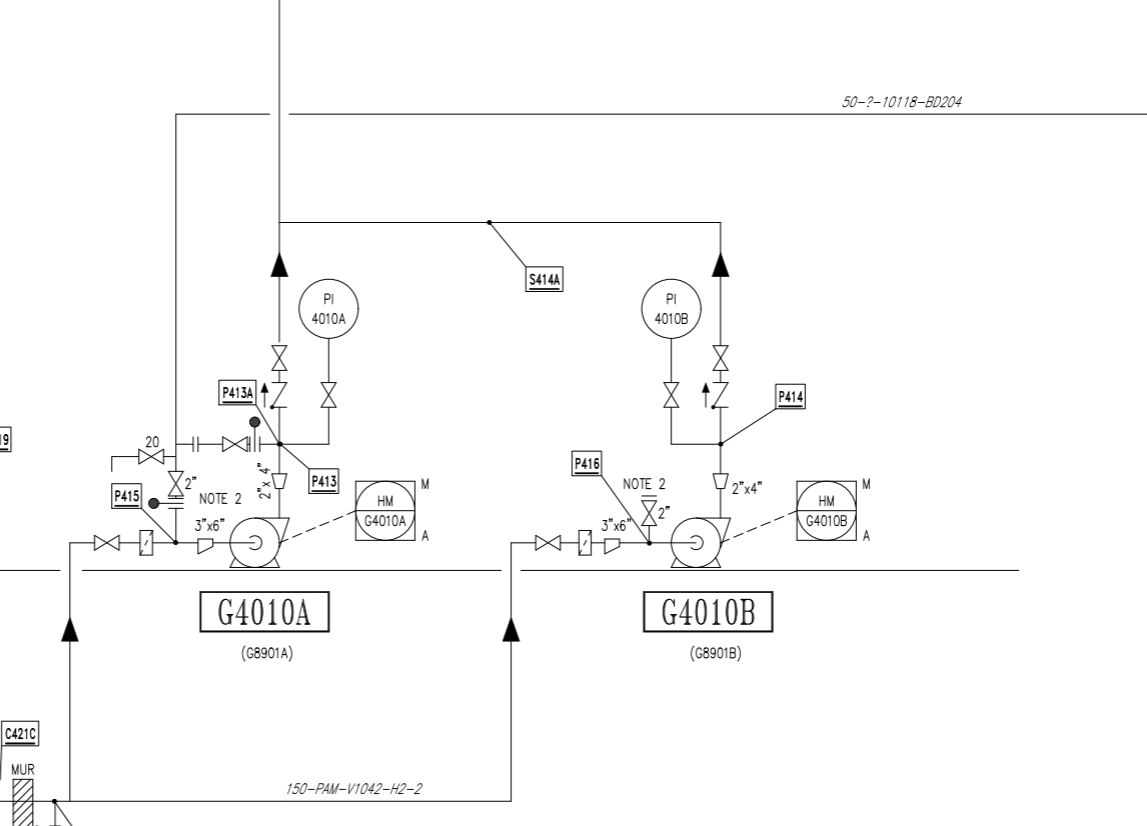 50-?-10118-BD204
S414A
PI
4010A
PI
4010B
P413A
P414
19
20
2"
P415
NOTE 2
2"x 4"
P413
3"x6"
HM
G4010A
M
A
P416
NOTE 2
2"
3"x6"
2"x4"
HM
G4010B
M
A
G4010A
(G8901A)
G4010B
(G8901B)
C421C
MUR
150-PAM-V1042-H2-2